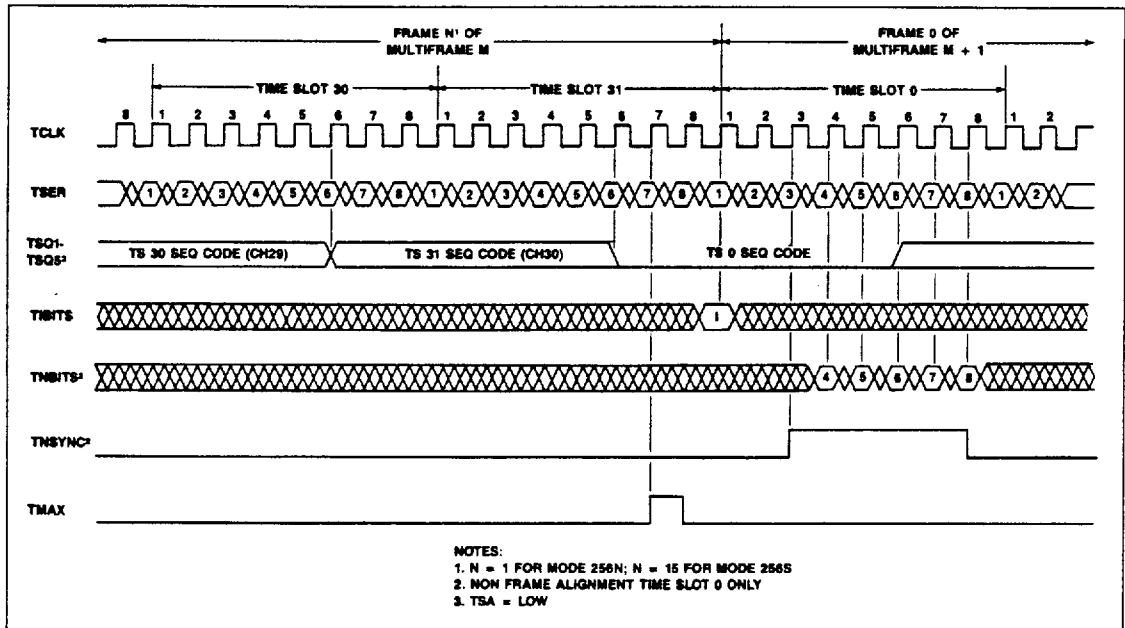 FRAME N¹ OF
MULTIFRAME M
FRAME 0 OF
MULTIFRAME M + 1
TIME SLOT 30
TIME SLOT 31
TIME SLOT 0
8 1 2 3 4 5 6 7 8 1 2 3 4 5 6 7 8 1 2 3 4 5 6 7 8 1 2
TCLK
TSER
1 2 3 4 5 6 7 8 1 2 3 4 5 6 7 8 1 2 3 4 5 6 7 8 1 2
TSQ1-
TSQ5³
TS 30 SEQ CODE (CH29)
TS 31 SEQ CODE (CH30)
TS 0 SEQ CODE
TIBITS
I
TNBITS²
4 5 6 7 8
TNSYNC²
TMAX
NOTES:
1. N = 1 FOR MODE 256N; N = 15 FOR MODE 256S
2. NON FRAME ALIGNMENT TIME SLOT 0 ONLY
3. TSA = LOW